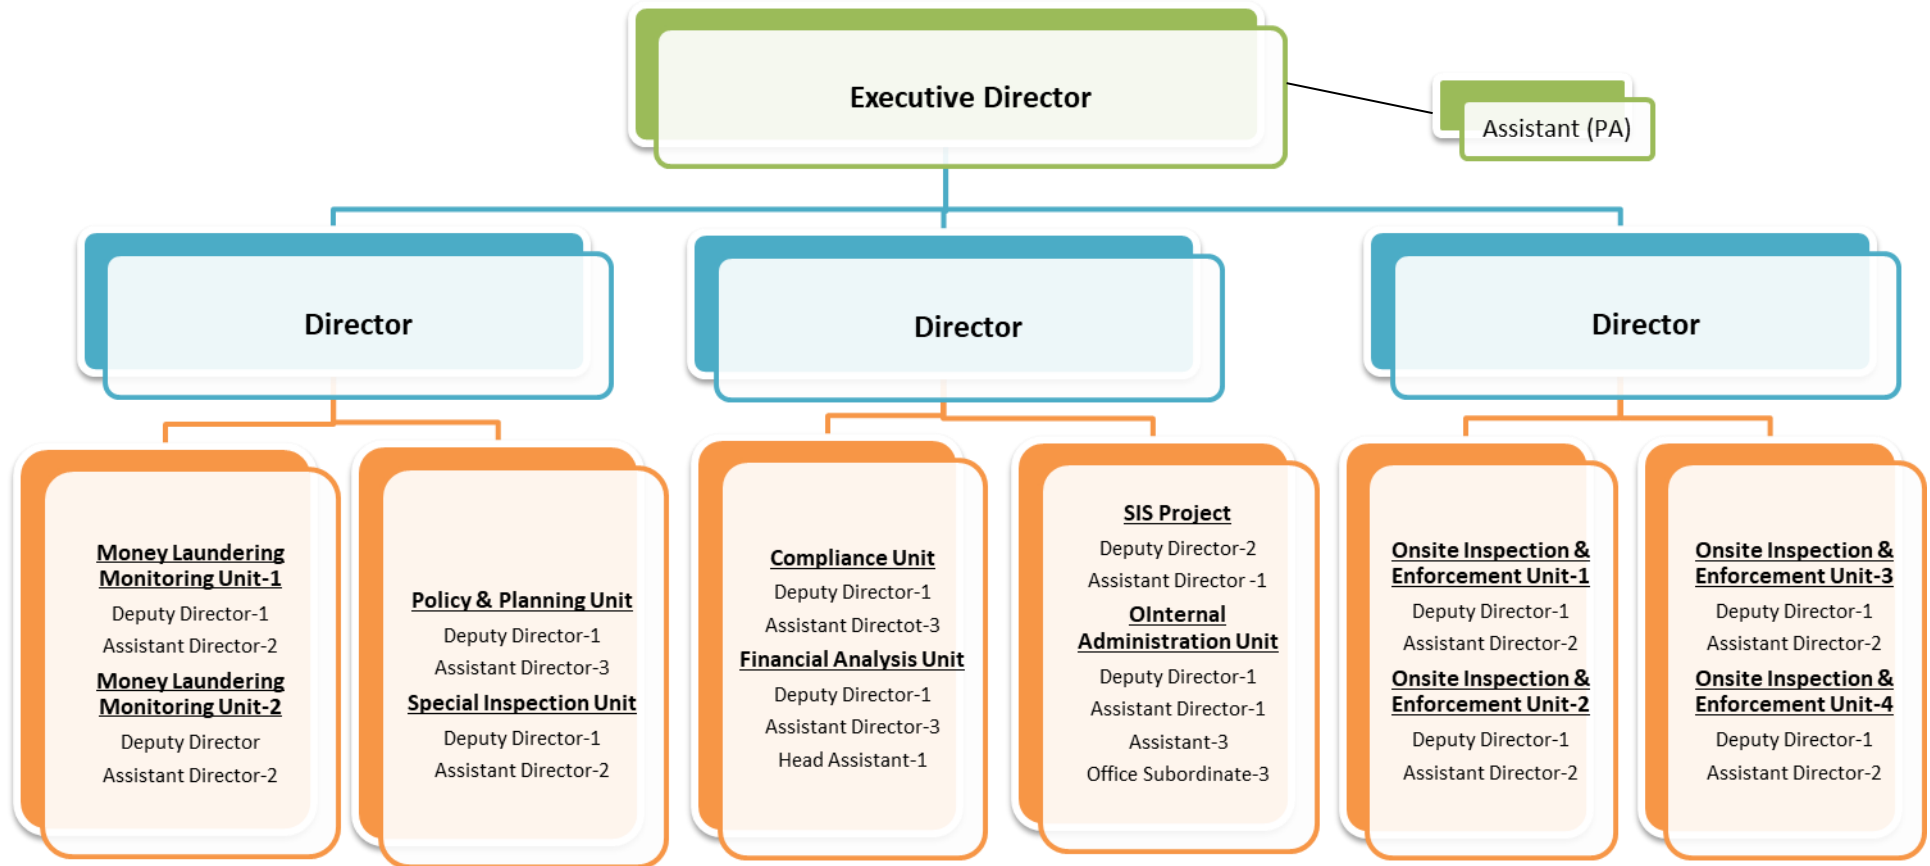 Executive Director
Assistant (PA)
Director
Director
Director
Money Laundering
Monitoring Unit-1
Deputy Director-1
Assistant Director-2
Money Laundering
Monitoring Unit-2
Deputy Director
Assistant Director-2
Policy & Planning Unit
Deputy Director-1
Assistant Director-3
Special Inspection Unit
Deputy Director-1
Assistant Director-2
Compliance Unit
Deputy Director-1
Assistant Directot-3
Financial Analysis Unit
Deputy Director-1
Assistant Director-3
Head Assistant-1
SIS Project
Deputy Director-2
Assistant Director -1
OInternal
Administration Unit
Deputy Director-1
Assistant Director-1
Assistant-3
Office Subordinate-3
Onsite Inspection &
Enforcement Unit-1
Deputy Director-1
Assistant Director-2
Onsite Inspection &
Enforcement Unit-2
Deputy Director-1
Assistant Director-2
Onsite Inspection &
Enforcement Unit-3
Deputy Director-1
Assistant Director-2
Onsite Inspection &
Enforcement Unit-4
Deputy Director-1
Assistant Director-2